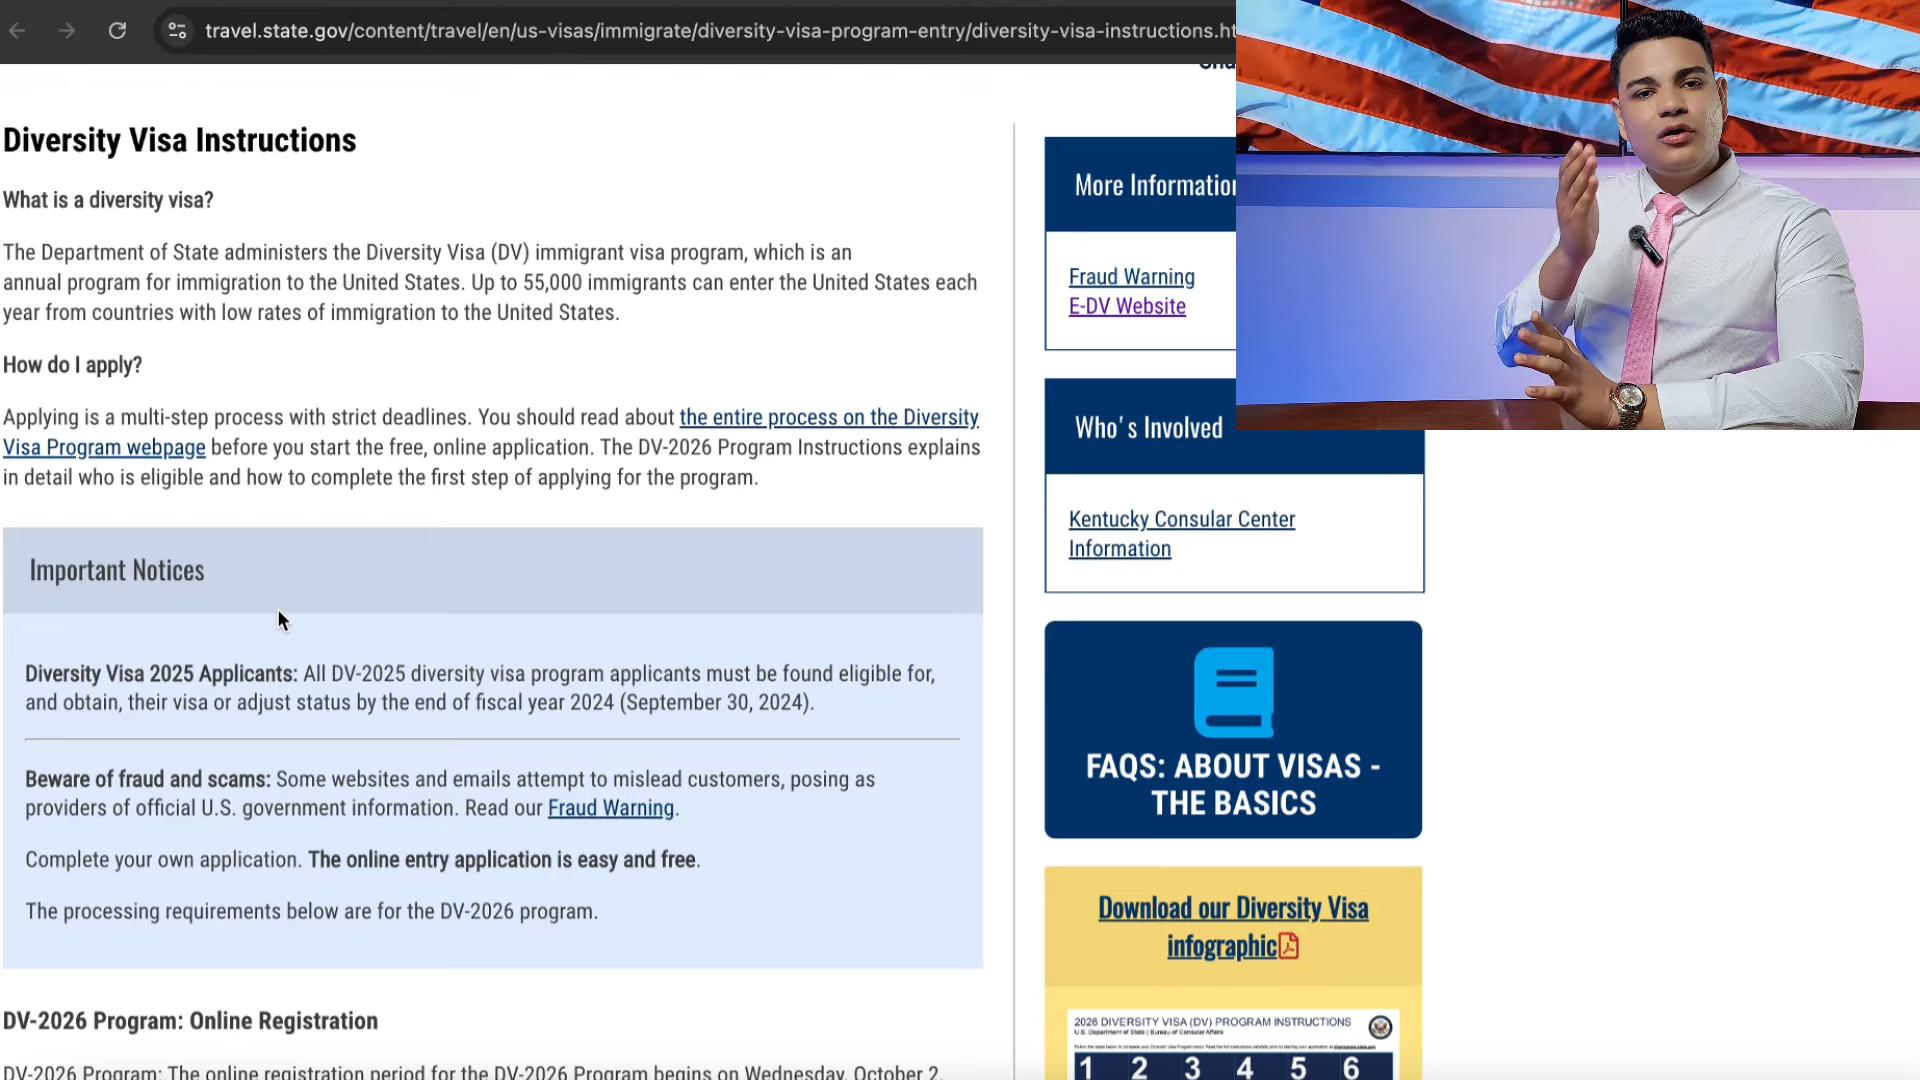 travel.state.gov/content/travel/en/us-visas/immigrate/diversity-visa-program-entry/diversity-visa-instructions.ht
Diversity Visa Instructions
What is a diversity visa?
The Department of State administers the Diversity Visa (DV) immigrant visa program, which is an
annual program for immigration to the United States. Up to 55,000 immigrants can enter the United States each
year from countries with low rates of immigration to the United States.
How do I apply?
Applying is a multi-step process with strict deadlines. You should read about the entire process on the Diversity
Visa Program webpage before you start the free, online application. The DV-2026 Program Instructions explains
in detail who is eligible and how to complete the first step of applying for the program.
Important Notices
Diversity Visa 2025 Applicants: All DV-2025 diversity visa program applicants must be found eligible for,
and obtain, their visa or adjust status by the end of fiscal year 2024 (September 30, 2024).
Beware of fraud and scams: Some websites and emails attempt to mislead customers, posing as
providers of official U.S. government information. Read our Fraud Warning.
Complete your own application. The online entry application is easy and free.
The processing requirements below are for the DV-2026 program.
DV-2026 Program: Online Registration
DV-2026 Program: The online registration period for the DV-2026 Program begins on Wednesday, October 2,
More Information
Fraud Warning
E-DV Website
Who's Involved
Kentucky Consular Center
Information
FAQS: ABOUT VISAS -
THE BASICS
Download our Diversity Visa
infographic
2026 DIVERSITY VISA (DV) PROGRAM INSTRUCTIONS
U.S. Department of State | Bureau of Consular Affairs
1 2 3 4 5 6